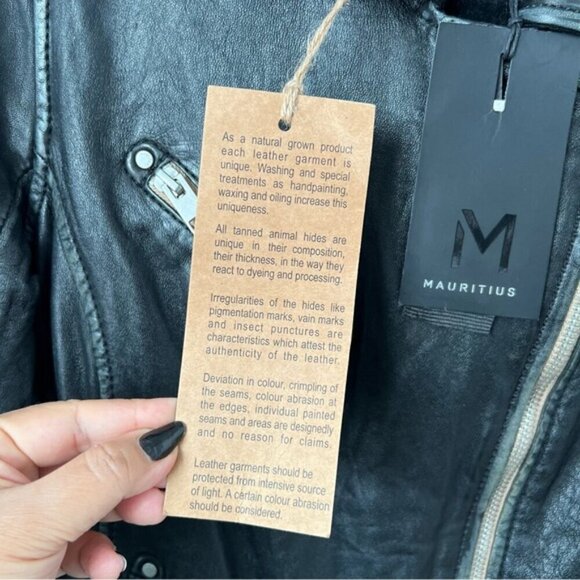 As a natural grown product
each leather garment is
unique. Washing and special
treatments as handpainting,
waxing and oiling increase this
uniqueness.
All tanned animal hides are
unique in their composition,
their thickness, in the way they
react to dyeing and processing.
Irregularities of the hides like
pigmentation marks, vain marks
and insect punctures are
characteristics which attest the
authenticity of the leather.
Deviation in colour, crimpling of
the seams, colour abrasion at
the edges, individual painted
seams and areas are designedly
and no reason for claims.
Leather garments should be
protected from intensive source
of light. A certain colour abrasion
should be considered.
M
MAURITIUS